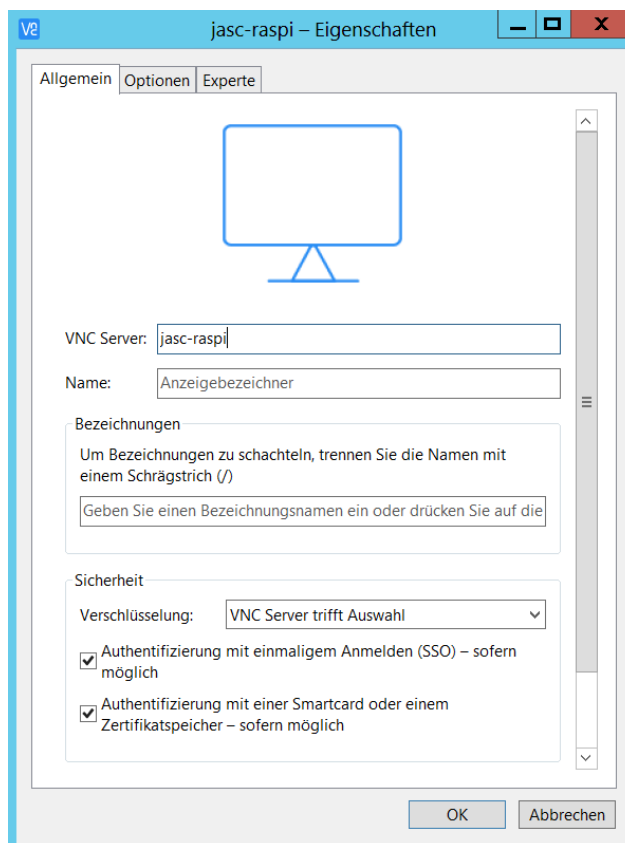 V2 jasc-raspi – Eigenschaften
Allgemein Optionen Experte
VNC Server: jasc-raspi
Name: Anzeigebezeichner
Bezeichnungen
Um Bezeichnungen zu schachteln, trennen Sie die Namen mit
einem Schrägstrich (/)
Geben Sie einen Bezeichnungsnamen ein oder drücken Sie auf die
Sicherheit
Verschlüsselung: VNC Server trifft Auswahl
Authentifizierung mit einmaligem Anmelden (SSO) – sofern
möglich
Authentifizierung mit einer Smartcard oder einem
Zertifikatspeicher – sofern möglich
OK Abbrechen